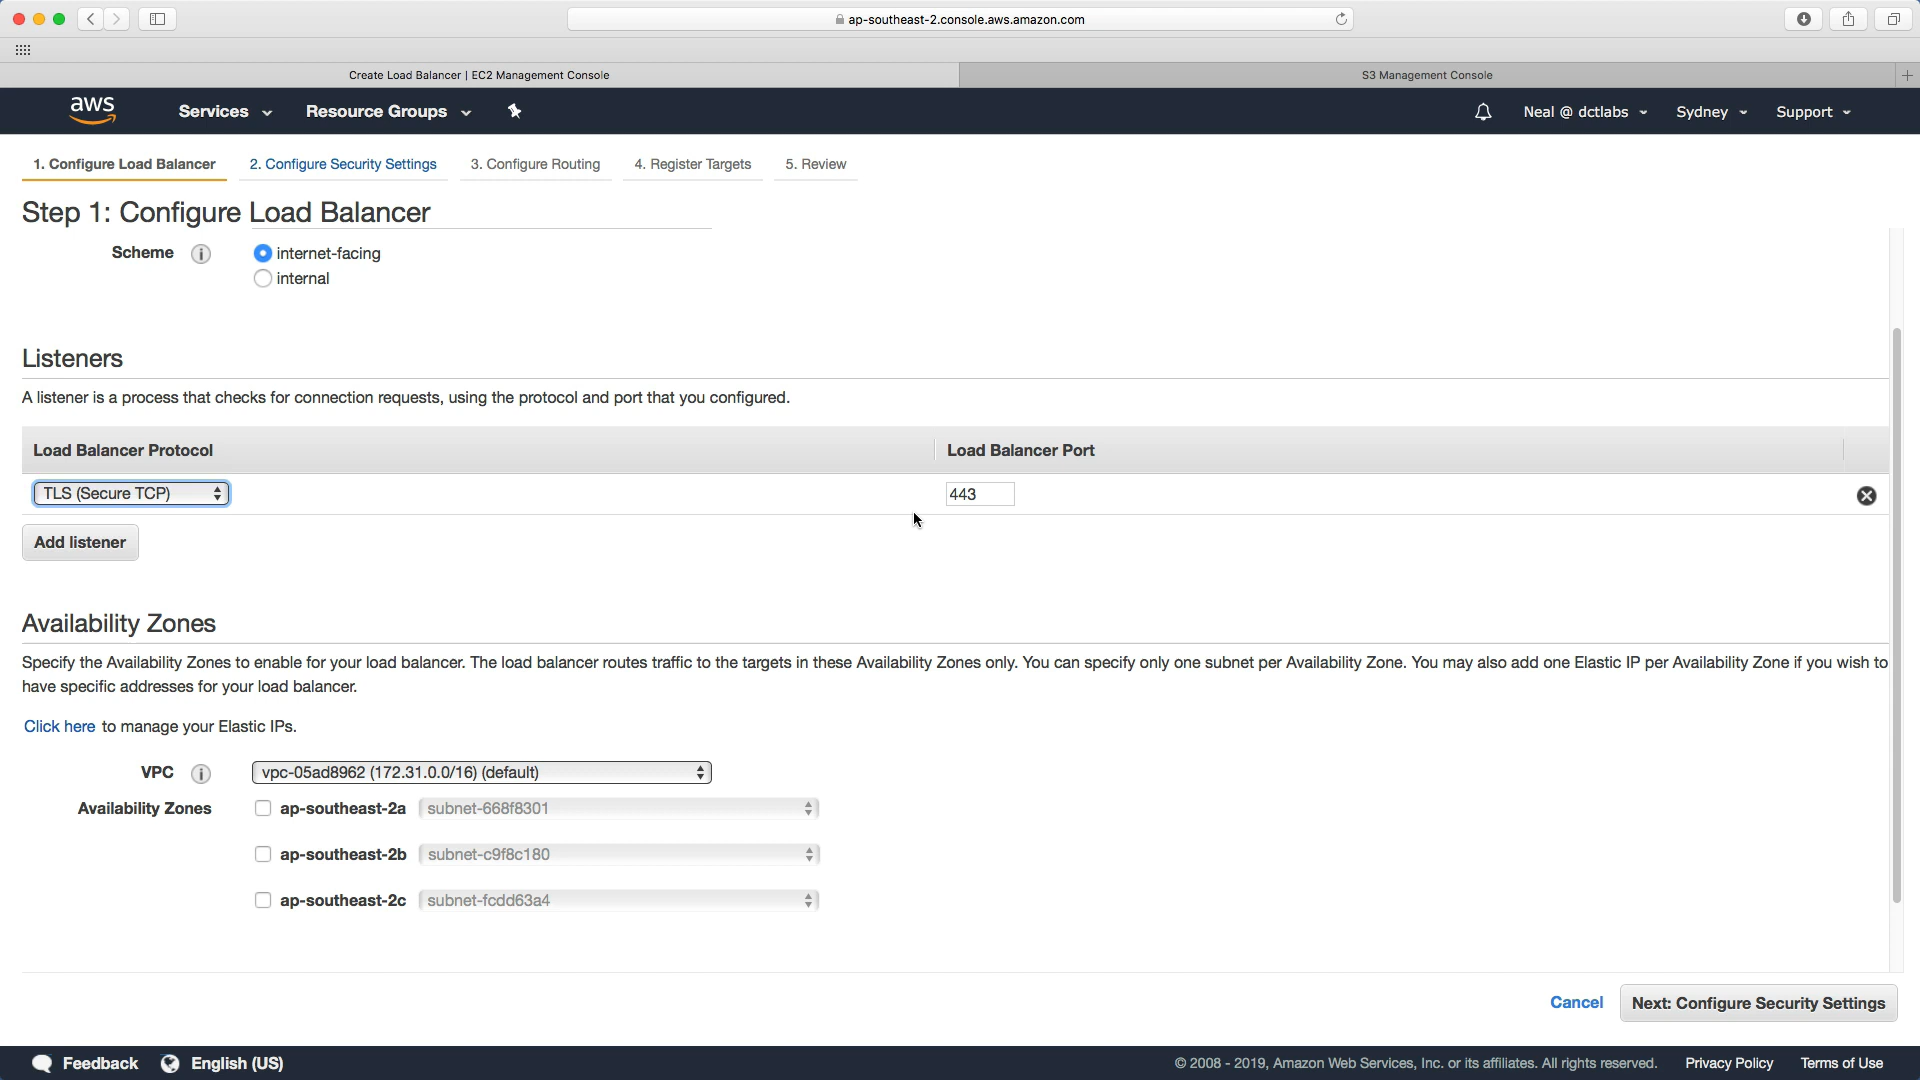 ap-southeast-2.console.aws.amazon.com
Create Load Balancer | EC2 Management Console
S3 Management Console
aws
Services
Resource Groups
Neal @ dctlabs
Sydney
Support
1. Configure Load Balancer
2. Configure Security Settings
3. Configure Routing
4. Register Targets
5. Review
Step 1: Configure Load Balancer
Scheme
internet-facing
internal
Listeners
A listener is a process that checks for connection requests, using the protocol and port that you configured.
Load Balancer Protocol
Load Balancer Port
TLS (Secure TCP)
443
Add listener
Availability Zones
Specify the Availability Zones to enable for your load balancer. The load balancer routes traffic to the targets in these Availability Zones only. You can specify only one subnet per Availability Zone. You may also add one Elastic IP per Availability Zone if you wish to
have specific addresses for your load balancer.
Click here to manage your Elastic IPs.
VPC
vpc-05ad8962 (172.31.0.0/16) (default)
Availability Zones
ap-southeast-2a
subnet-668f8301
ap-southeast-2b
subnet-c9f8c180
ap-southeast-2c
subnet-fcdd63a4
Cancel
Next: Configure Security Settings
Feedback
English (US)
© 2008 - 2019, Amazon Web Services, Inc. or its affiliates. All rights reserved.
Privacy Policy
Terms of Use